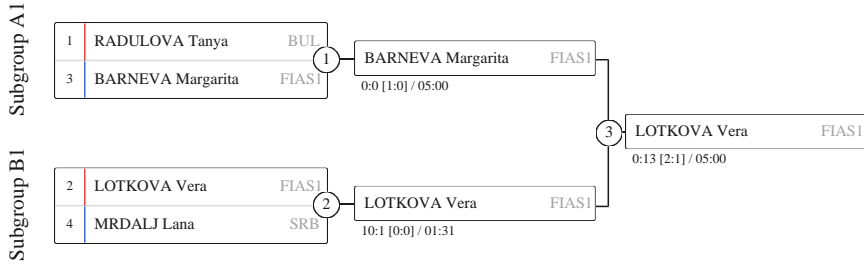 Subgroup A1
1 RADULOVA Tanya BUL
3 BARNEVA Margarita FIAS1
1
BARNEVA Margarita FIAS1
0:0 [1:0] / 05:00
Subgroup B1
2 LOTKOVA Vera FIAS1
4 MRDALJ Lana SRB
2
LOTKOVA Vera FIAS1
10:1 [0:0] / 01:31
3
LOTKOVA Vera FIAS1
0:13 [2:1] / 05:00